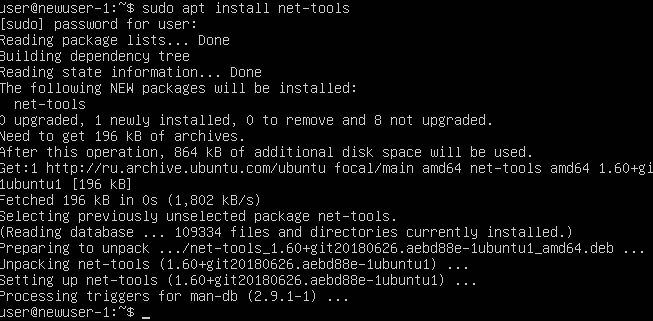 user@newuser-1:~$ sudo apt install net-tools
[sudo] password for user:
Reading package lists... Done
Building dependency tree
Reading state information... Done
The following NEW packages will be installed:
  net-tools
0 upgraded, 1 newly installed, 0 to remove and 8 not upgraded.
Need to get 196 kB of archives.
After this operation, 864 kB of additional disk space will be used.
Get:1 http://ru.archive.ubuntu.com/ubuntu focal/main amd64 net-tools amd64 1.60+gi
1ubuntu1 [196 kB]
Fetched 196 kB in 0s (1,802 kB/s)
Selecting previously unselected package net-tools.
(Reading database ... 109334 files and directories currently installed.)
Preparing to unpack .../net-tools_1.60+git20180626.aebd88e-1ubuntu1_amd64.deb ...
Unpacking net-tools (1.60+git20180626.aebd88e-1ubuntu1) ...
Setting up net-tools (1.60+git20180626.aebd88e-1ubuntu1) ...
Processing triggers for man-db (2.9.1-1) ...
user@newuser-1:~$ _